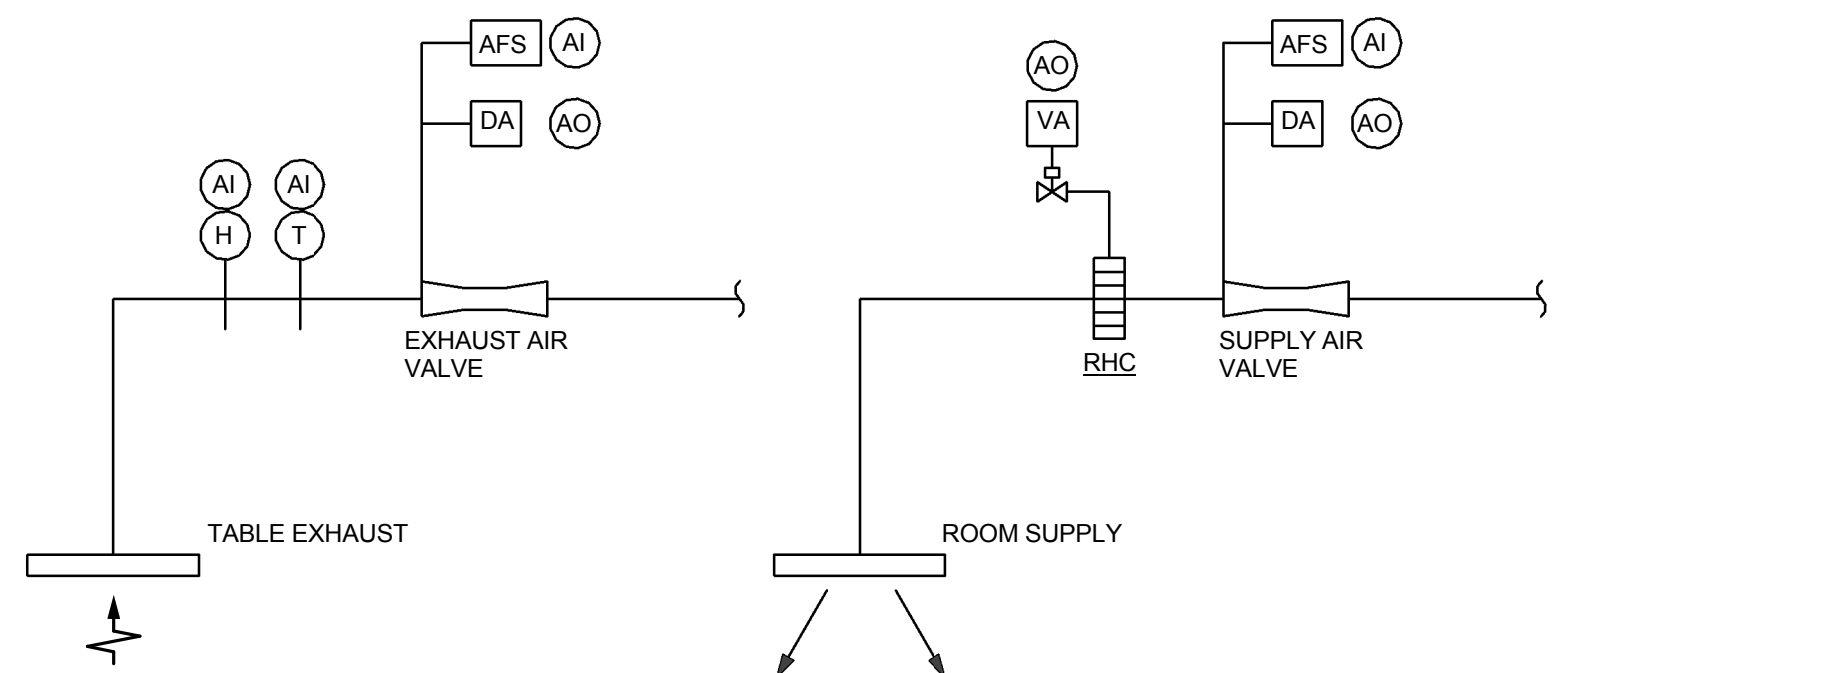 AFS AI
DA AO
AI AI
H T
EXHAUST AIR
VALVE
TABLE EXHAUST
AO
VA
AFS AI
DA AO
RHC
SUPPLY AIR
VALVE
ROOM SUPPLY